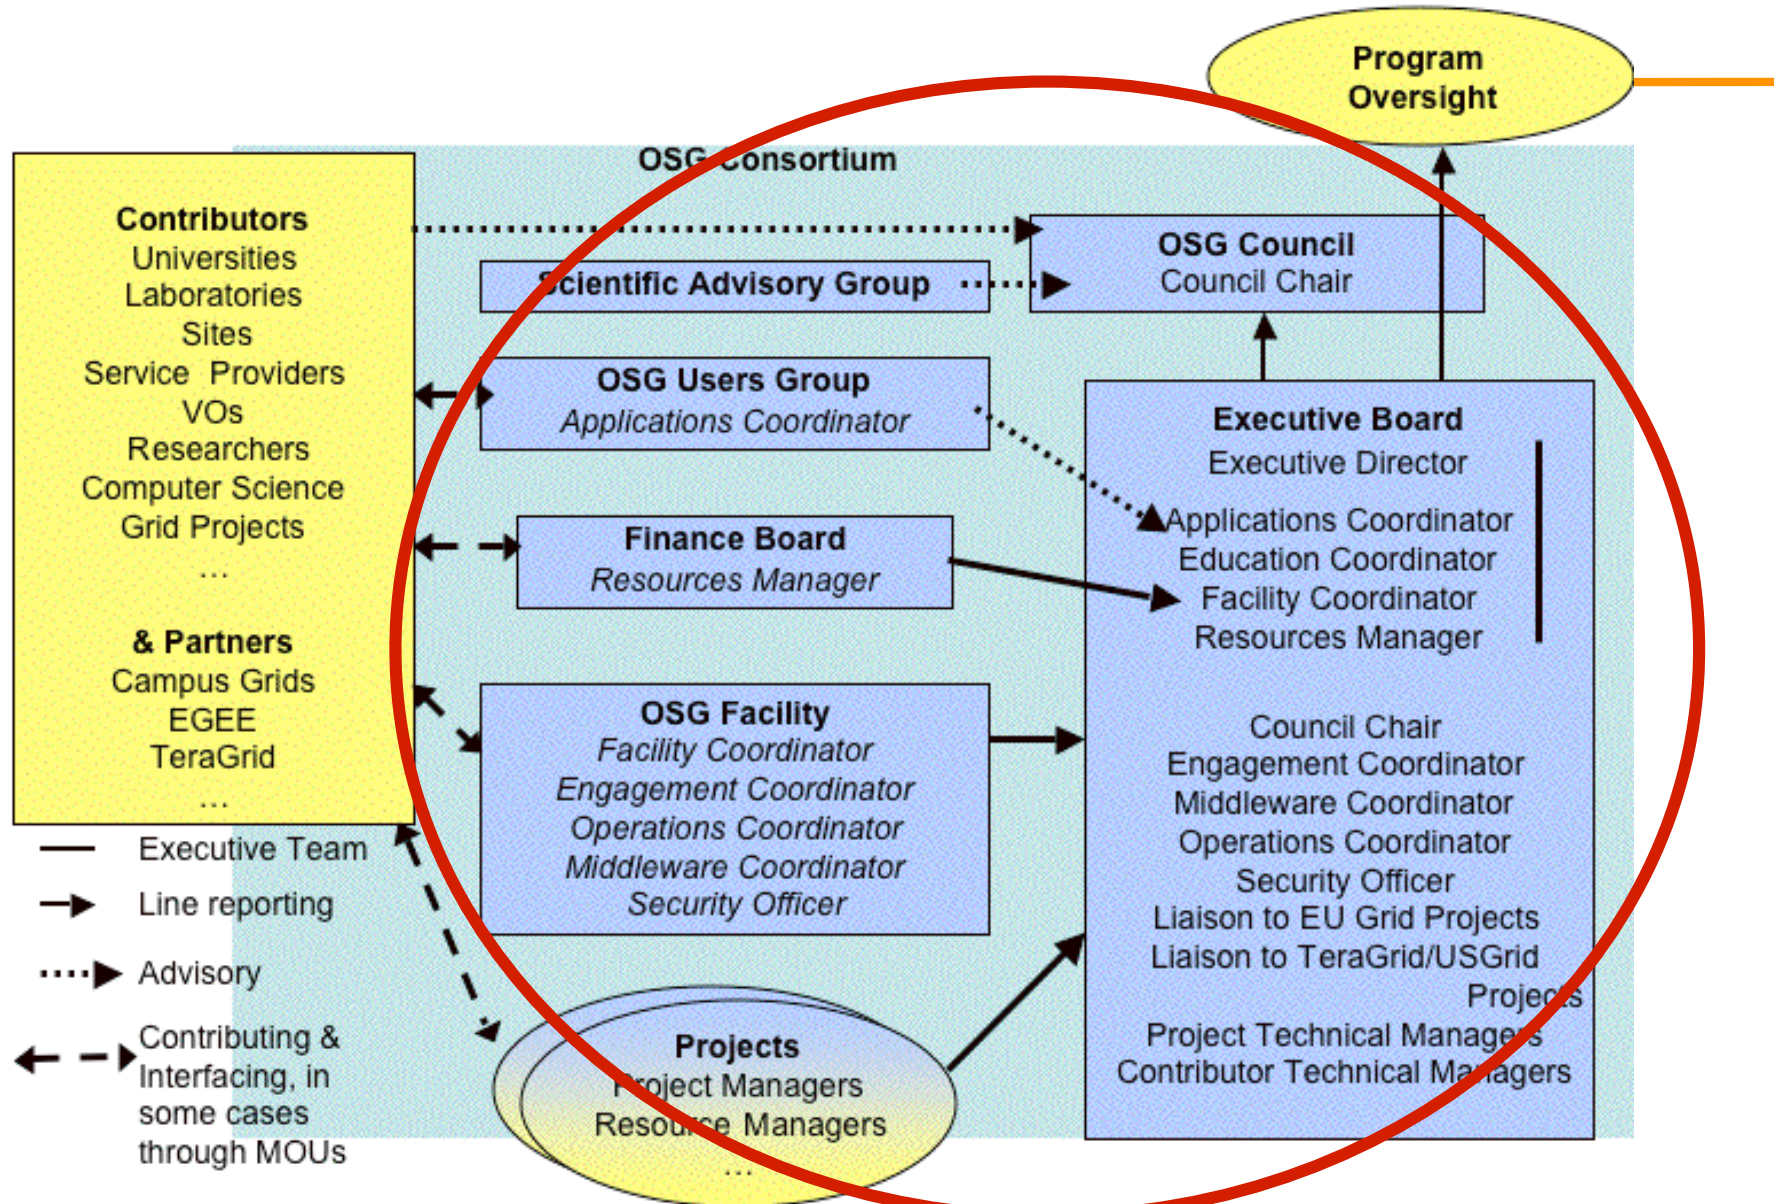 Program
Oversight
OSG Consortium
Contributors
Universities
Laboratories
Sites
Service Providers
VOs
Researchers
Computer Science
Grid Projects
...
& Partners
Campus Grids
EGEE
TeraGrid
...
OSG Council
Council Chair
Scientific Advisory Group
OSG Users Group
Applications Coordinator
Finance Board
Resources Manager
OSG Facility
Facility Coordinator
Engagement Coordinator
Operations Coordinator
Middleware Coordinator
Security Officer
Projects
Project Managers
Resource Managers
...
Executive Board
Executive Director
Applications Coordinator
Education Coordinator
Facility Coordinator
Resources Manager
Council Chair
Engagement Coordinator
Middleware Coordinator
Operations Coordinator
Security Officer
Liaison to EU Grid Projects
Liaison to TeraGrid/USGrid
Projects
Project Technical Managers
Contributor Technical Managers
Executive Team
Line reporting
Advisory
Contributing &
Interfacing, in
some cases
through MOUs